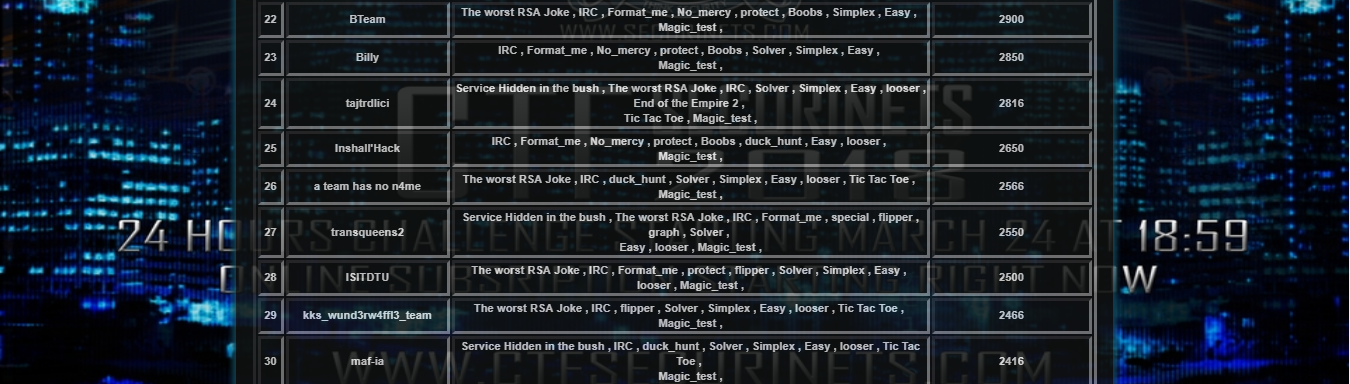 22 BTeam The worst RSA Joke , IRC , Format_me , No_mercy , protect , Boobs , Simplex , Easy , 2900
Magic_test ,
WWW.SECURINETS.COM
23 Billy IRC , Format_me , No_mercy , protect , Boobs , Solver , Simplex , Easy , 2850
Magic_test ,
24 tajtrdlici Service Hidden in the bush , The worst RSA Joke , IRC , Solver , Simplex , Easy , looser , 2816
End of the Empire 2 ,
Tic Tac Toe , Magic_test ,
CTF SECURINETS
2018
25 Inshall'Hack IRC , Format_me , No_mercy , protect , Boobs , duck_hunt , Easy , looser , 2650
Magic_test ,
26 a team has no n4me The worst RSA Joke , IRC , duck_hunt , Solver , Simplex , Easy , looser , Tic Tac Toe , 2566
Magic_test ,
27 transqueens2 Service Hidden in the bush , The worst RSA Joke , IRC , Format_me , special , flipper , 2550
graph , Solver ,
Easy , looser , Magic_test ,
24 HOURS CHALLENGE STARTING MARCH 24 AT 18:59
ONLINE SUBSCRIPTION STARTING RIGHT NOW
28 ISITDTU The worst RSA Joke , IRC , Format_me , protect , flipper , Solver , Simplex , Easy , 2500
looser , Magic_test ,
29 kks_wund3rw4ffl3_team The worst RSA Joke , IRC , flipper , Solver , Simplex , Easy , looser , Tic Tac Toe , 2466
Magic_test ,
30 maf-ia Service Hidden in the bush , IRC , duck_hunt , Solver , Simplex , Easy , looser , Tic Tac 2416
Toe ,
Magic_test ,
WWW.CTFSECURINETS.COM